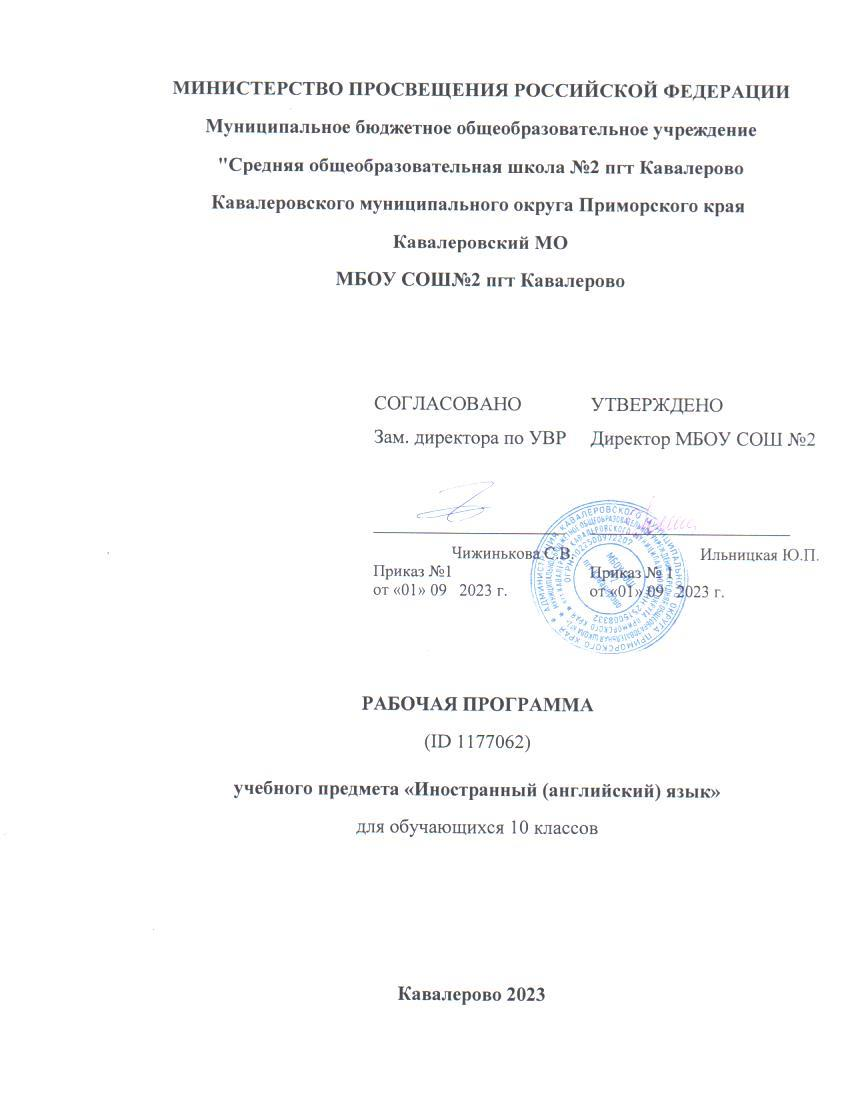 МИНИСТЕРСТВО ПРОСВЕЩЕНИЯ РОССИЙСКОЙ ФЕДЕРАЦИИ
Муниципальное бюджетное общеобразовательное учреждение
"Средняя общеобразовательная школа №2 пгт Кавалерово
Кавалеровского муниципального округа Приморского края
Кавалеровский МО
МБОУ СОШ№2 пгт Кавалерово
СОГЛАСОВАНО УТВЕРЖДЕНО
Зам. директора по УВР Директор МБОУ СОШ №2
Чижинькова С.В. Ильницкая Ю.П.
Приказ №1 Приказ № 1
от «01» 09 2023 г. от «01» 09 2023 г.
РАБОЧАЯ ПРОГРАММА
(ID 1177062)
учебного предмета «Иностранный (английский) язык»
для обучающихся 10 классов
Кавалерово 2023